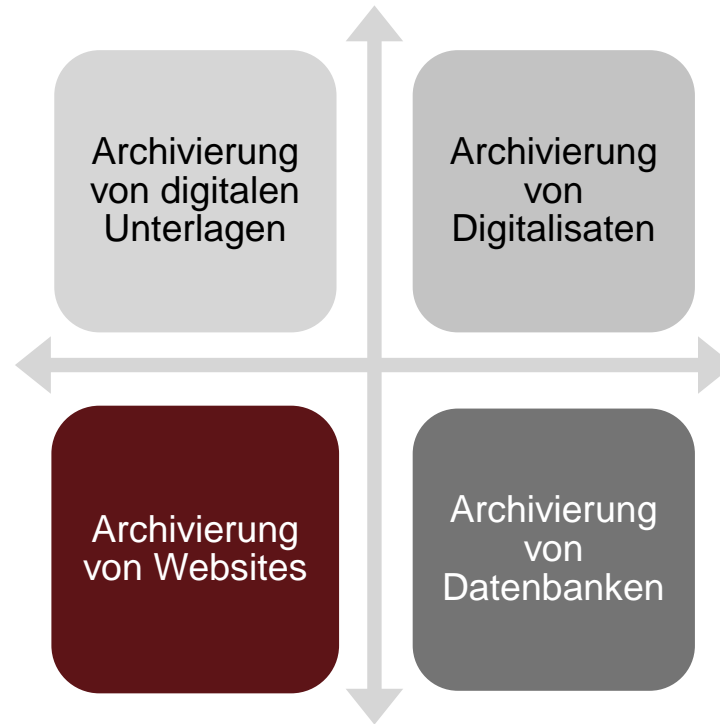 Archivierung
von digitalen
Unterlagen
Archivierung
von
Digitalisaten
Archivierung
von Websites
Archivierung
von
Datenbanken